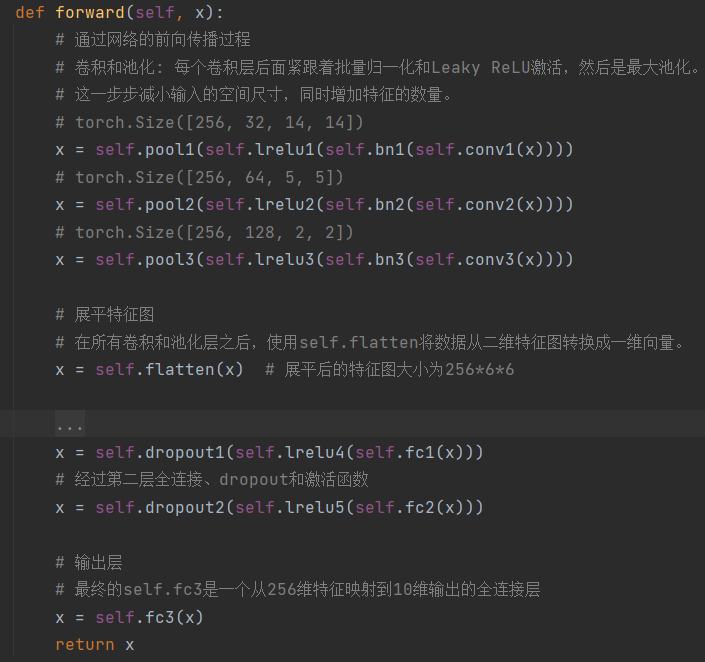 def forward(self, x):
# 通过网络的前向传播过程
# 卷积和池化: 每个卷积层后面紧跟着批量归一化和Leaky ReLU激活，然后是最大池化。
# 这一步步减小输入的空间尺寸，同时增加特征的数量。
# torch.Size([256, 32, 14, 14])
x = self.pool1(self.lrelu1(self.bn1(self.conv1(x))))
# torch.Size([256, 64, 5, 5])
x = self.pool2(self.lrelu2(self.bn2(self.conv2(x))))
# torch.Size([256, 128, 2, 2])
x = self.pool3(self.lrelu3(self.bn3(self.conv3(x))))
# 展平特征图
# 在所有卷积和池化层之后，使用self.flatten将数据从二维特征图转换成一维向量。
x = self.flatten(x)  # 展平后的特征图大小为256*6*6
...
x = self.dropout1(self.lrelu4(self.fc1(x)))
# 经过第二层全连接、dropout和激活函数
x = self.dropout2(self.lrelu5(self.fc2(x)))
# 输出层
# 最终的self.fc3是一个从256维特征映射到10维输出的全连接层
x = self.fc3(x)
return x